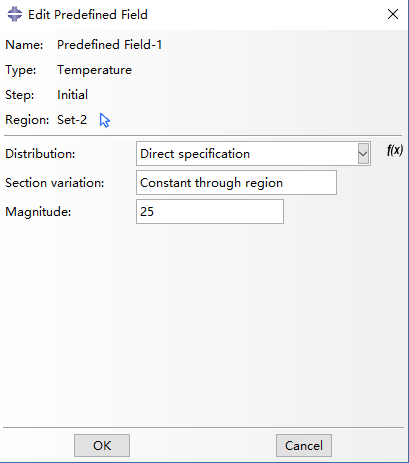 Edit Predefined Field
Name: Predefined Field-1
Type: Temperature
Step: Initial
Region: Set-2
Distribution: Direct specification f(x)
Section variation: Constant through region
Magnitude: 25
OK Cancel